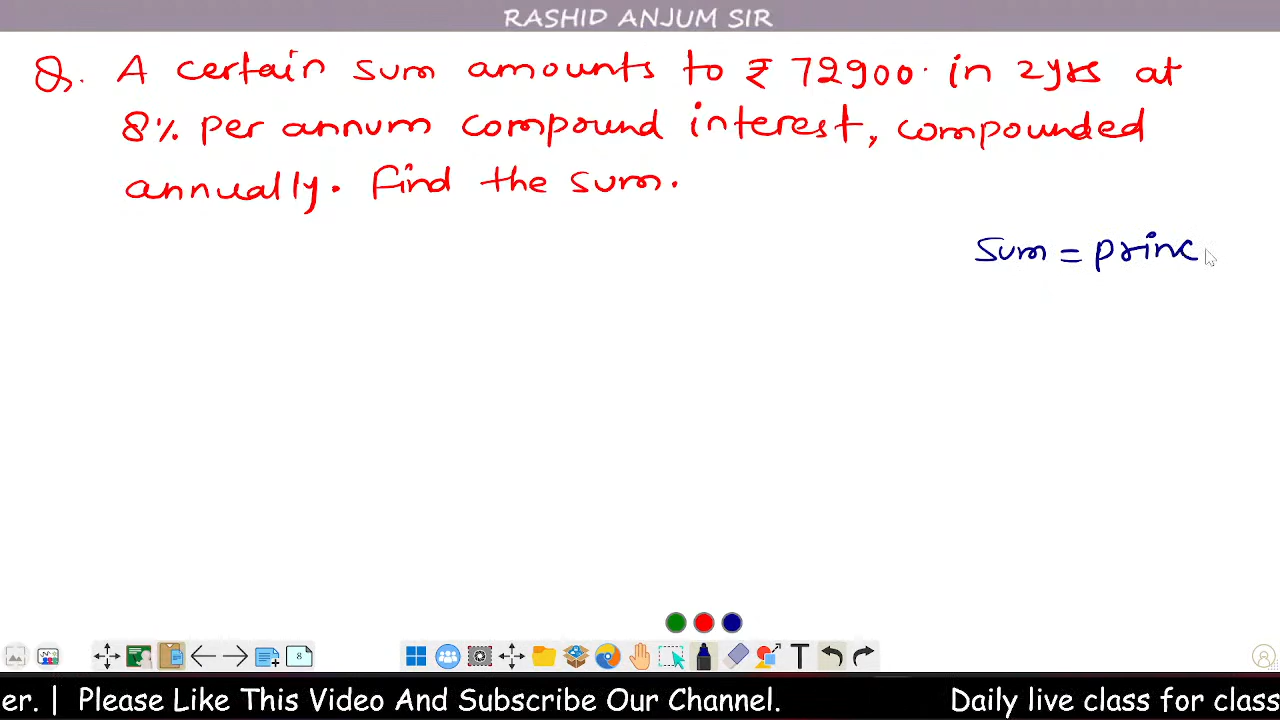 RASHID ANJUM SIR
Q. A certain sum amounts to ₹ 72900. in 2yrs at
8% per annum compound interest, compounded
annually. Find the sum.
Sum = princ
8
T
er. | Please Like This Video And Subscribe Our Channel. Daily live class for class